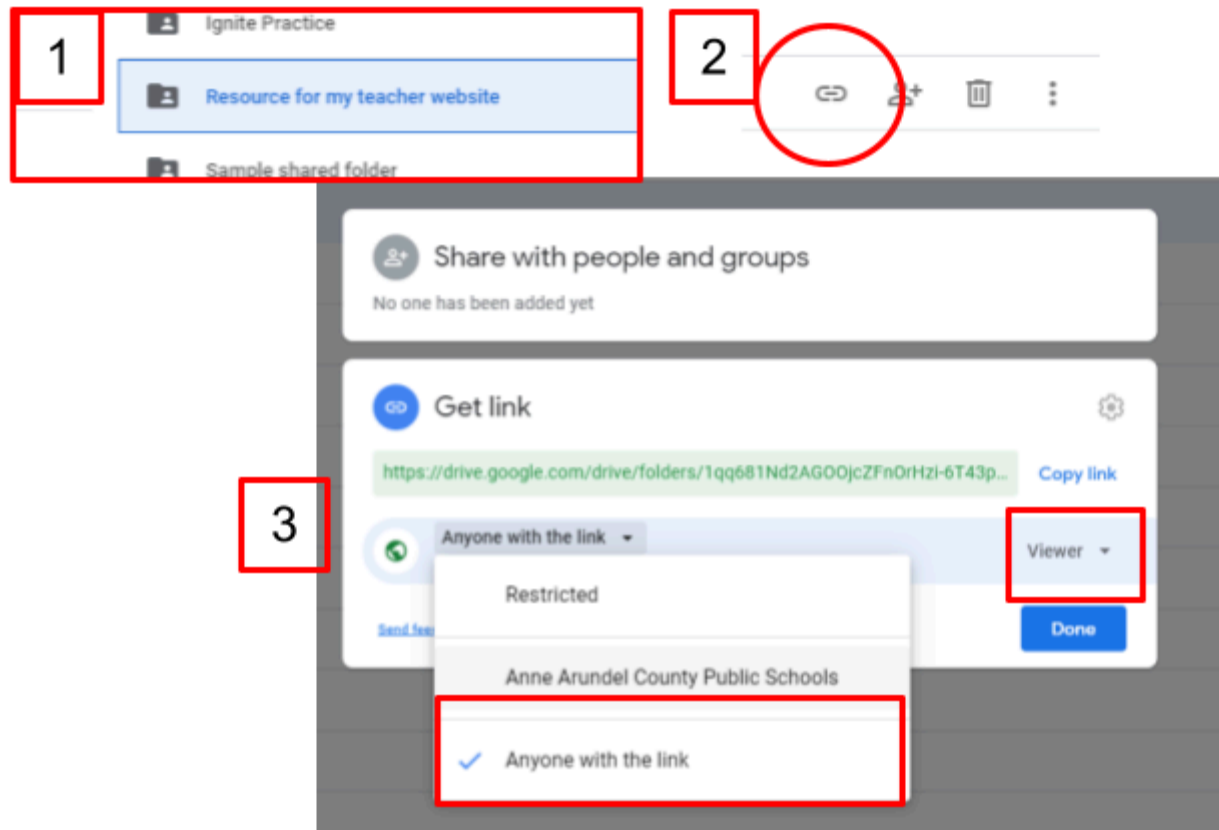 1
Ignite Practice
Resource for my teacher website
Sample shared folder
2
Share with people and groups
No one has been added yet
Get link
https://drive.google.com/drive/folders/1qq681Nd2AGOOjcZFnOrHzi-6T43p...
Copy link
3
Anyone with the link
Viewer
Restricted
Send fee
Done
Anne Arundel County Public Schools
Anyone with the link